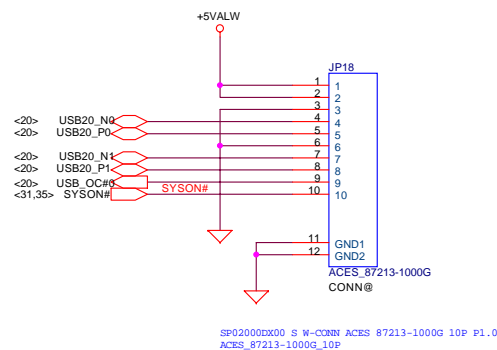 +5VALW
JP18
1 1
2 2
3 3
<20> USB20_N0 4 4
<20> USB20_P0 5 5
6 6
<20> USB20_N1 7 7
<20> USB20_P1 8 8
<20> USB_OC#0 9 9
<31,35> SYSON# SYSON# 10 10
11 GND1
12 GND2
ACES_87213-1000G
CONN@
SP02000DX00 S W-CONN ACES 87213-1000G 10P P1.0
ACES_87213-1000G_10P